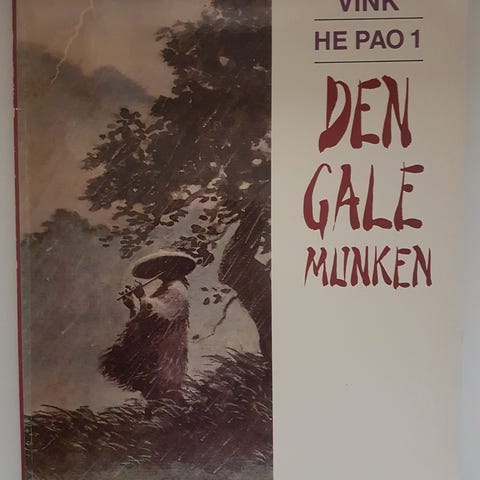 VINK
HE PAO 1
DEN
GALE
MUNKEN